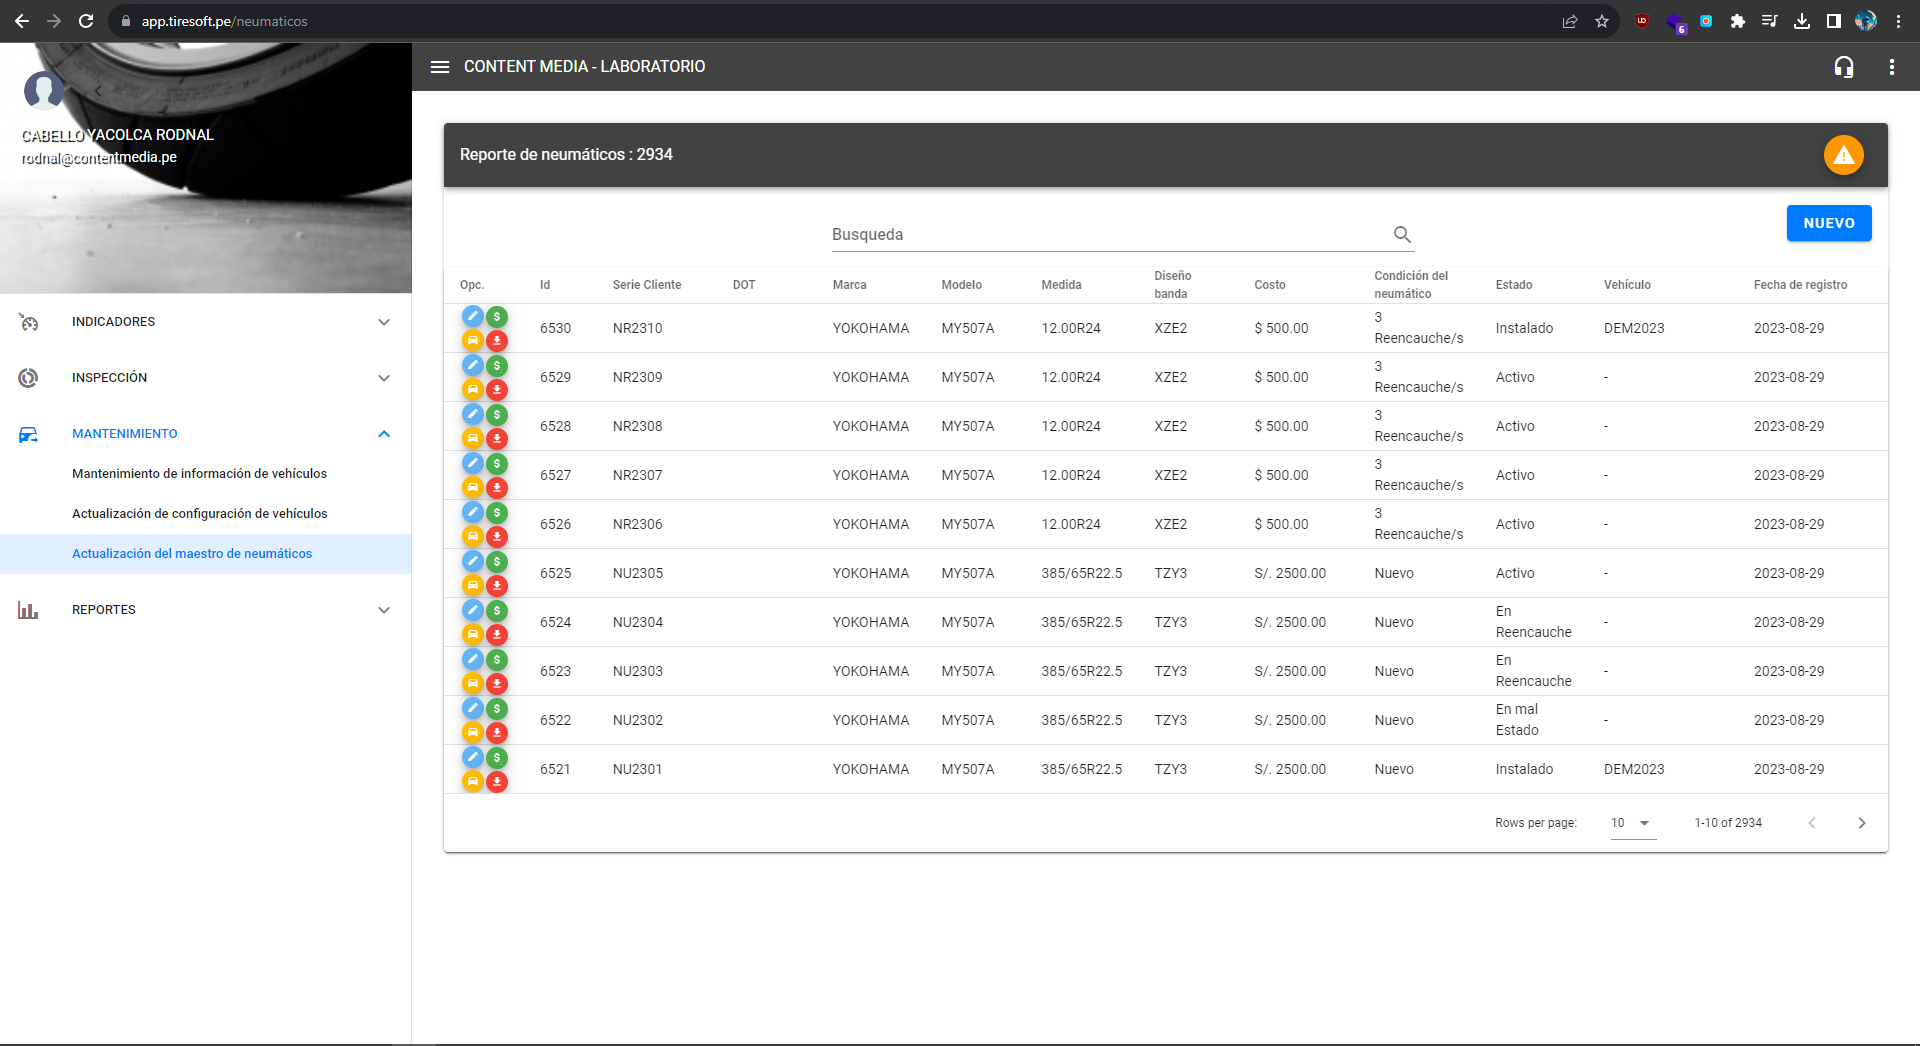 app.tiresoft.pe/neumaticos
6
CONTENT MEDIA - LABORATORIO
CABELLO YACOLCA RODNAL
rodnal@contentmedia.pe
INDICADORES
INSPECCIÓN
MANTENIMIENTO
Mantenimiento de información de vehículos
Actualización de configuración de vehículos
Actualización del maestro de neumáticos
REPORTES
Reporte de neumáticos : 2934
Busqueda
NUEVO
Opc. Id Serie Cliente DOT Marca Modelo Medida Diseño banda Costo Condición del neumático Estado Vehículo Fecha de registro
6530 NR2310 YOKOHAMA MY507A 12.00R24 XZE2 $ 500.00 3 Reencauche/s Instalado DEM2023 2023-08-29
6529 NR2309 YOKOHAMA MY507A 12.00R24 XZE2 $ 500.00 3 Reencauche/s Activo - 2023-08-29
6528 NR2308 YOKOHAMA MY507A 12.00R24 XZE2 $ 500.00 3 Reencauche/s Activo - 2023-08-29
6527 NR2307 YOKOHAMA MY507A 12.00R24 XZE2 $ 500.00 3 Reencauche/s Activo - 2023-08-29
6526 NR2306 YOKOHAMA MY507A 12.00R24 XZE2 $ 500.00 3 Reencauche/s Activo - 2023-08-29
6525 NU2305 YOKOHAMA MY507A 385/65R22.5 TZY3 S/. 2500.00 Nuevo Activo - 2023-08-29
6524 NU2304 YOKOHAMA MY507A 385/65R22.5 TZY3 S/. 2500.00 Nuevo En Reencauche - 2023-08-29
6523 NU2303 YOKOHAMA MY507A 385/65R22.5 TZY3 S/. 2500.00 Nuevo En Reencauche - 2023-08-29
6522 NU2302 YOKOHAMA MY507A 385/65R22.5 TZY3 S/. 2500.00 Nuevo En mal Estado - 2023-08-29
6521 NU2301 YOKOHAMA MY507A 385/65R22.5 TZY3 S/. 2500.00 Nuevo Instalado DEM2023 2023-08-29
Rows per page: 10 1-10 of 2934